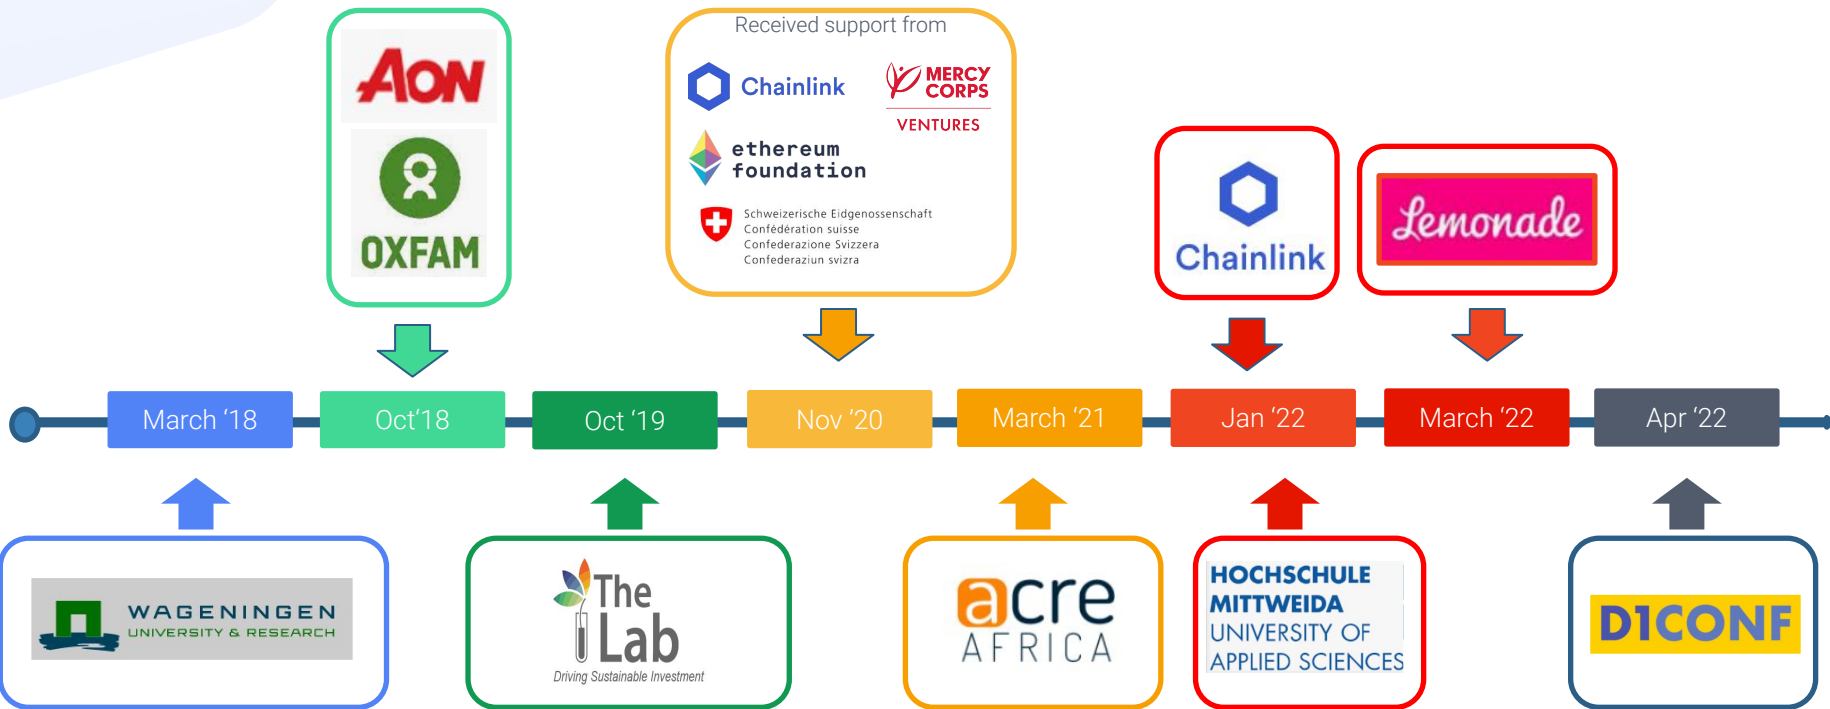 AON
OXFAM
Received support from
Chainlink
MERCY
CORPS
VENTURES
ethereum
foundation
Schweizerische Eidgenossenschaft
Confédération suisse
Confederazione Svizzera
Confederaziun svizra
Chainlink
Lemonade
March ‘18
Oct‘18
Oct ‘19
Nov ‘20
March ‘21
Jan ‘22
March ‘22
Apr ‘22
WAGENINGEN
UNIVERSITY & RESEARCH
The
Lab
Driving Sustainable Investment
acre
AFRICA
HOCHSCHULE
MITTWEIDA
UNIVERSITY OF
APPLIED SCIENCES
D1CONF